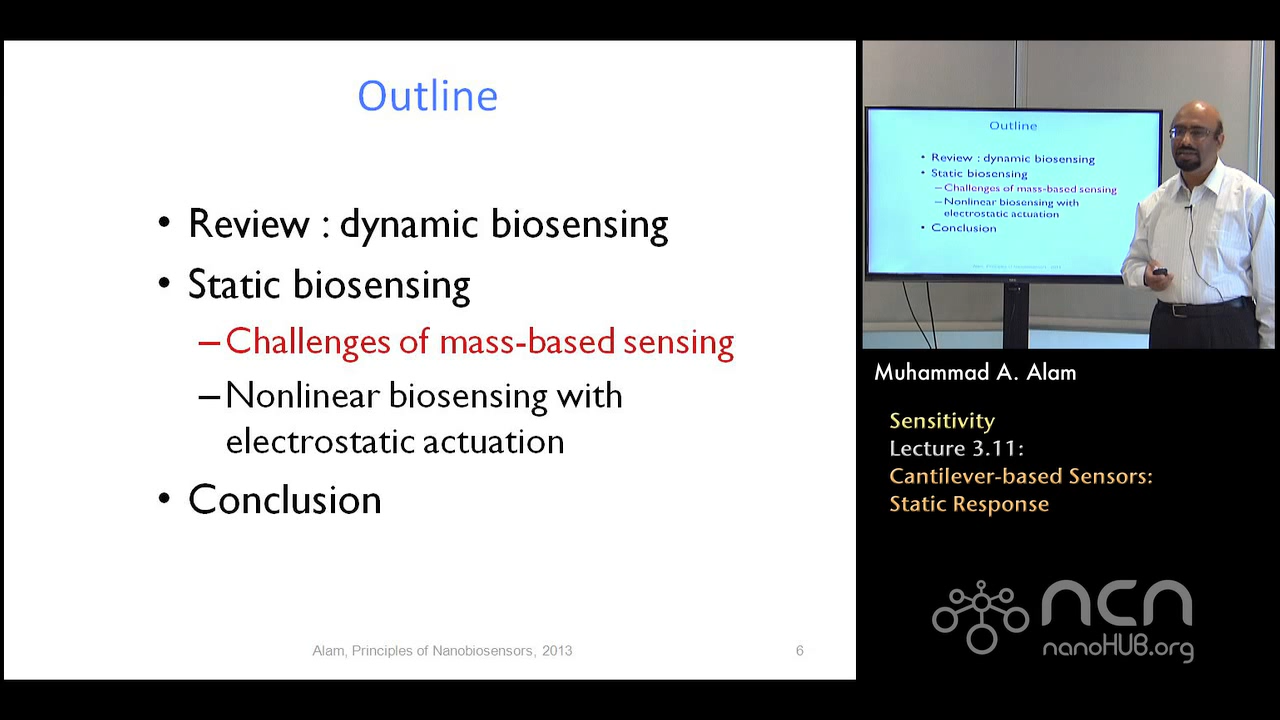 Outline
• Review : dynamic biosensing
• Static biosensing
– Challenges of mass-based sensing
– Nonlinear biosensing with
electrostatic actuation
• Conclusion
Alam, Principles of Nanobiosensors, 2013
6
Outline
• Review : dynamic biosensing
• Static biosensing
– Challenges of mass-based sensing
– Nonlinear biosensing with
electrostatic actuation
• Conclusion
Muhammad A. Alam
Sensitivity
Lecture 3.11:
Cantilever-based Sensors:
Static Response
ncn
nanoHUB.org